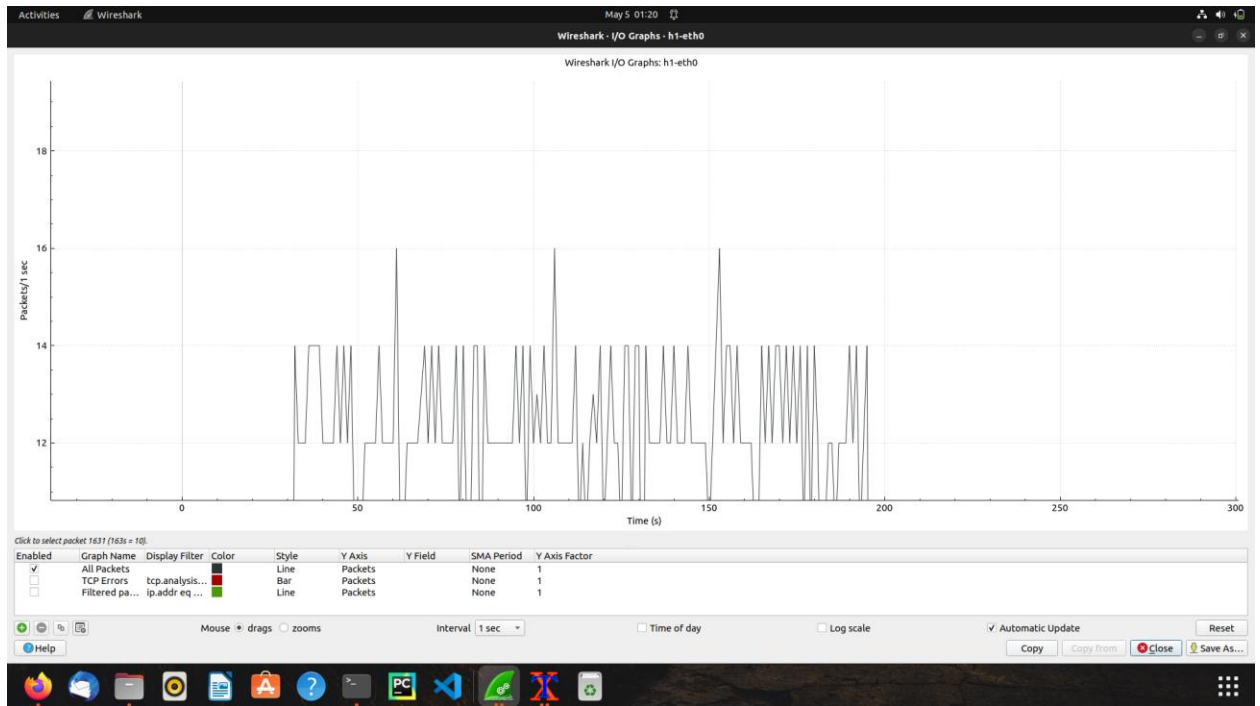 Activities Wireshark May 5 01:20
Wireshark · I/O Graphs · h1-eth0
Wireshark I/O Graphs: h1-eth0
18
16
14
12
Packets/1 sec
0 50 100 150 200 250 300
Time (s)
Click to select packet 1631 (163s = 10).
Enabled Graph Name Display Filter Color Style Y Axis Y Field SMA Period Y Axis Factor
All Packets Line Packets None 1
TCP Errors tcp.analysis... Bar Packets None 1
Filtered pa... ip.addr eq ... Line Packets None 1
Mouse drags zooms Interval 1 sec Time of day Log scale Automatic Update Reset
Help Copy Copy from Close Save As...
PC